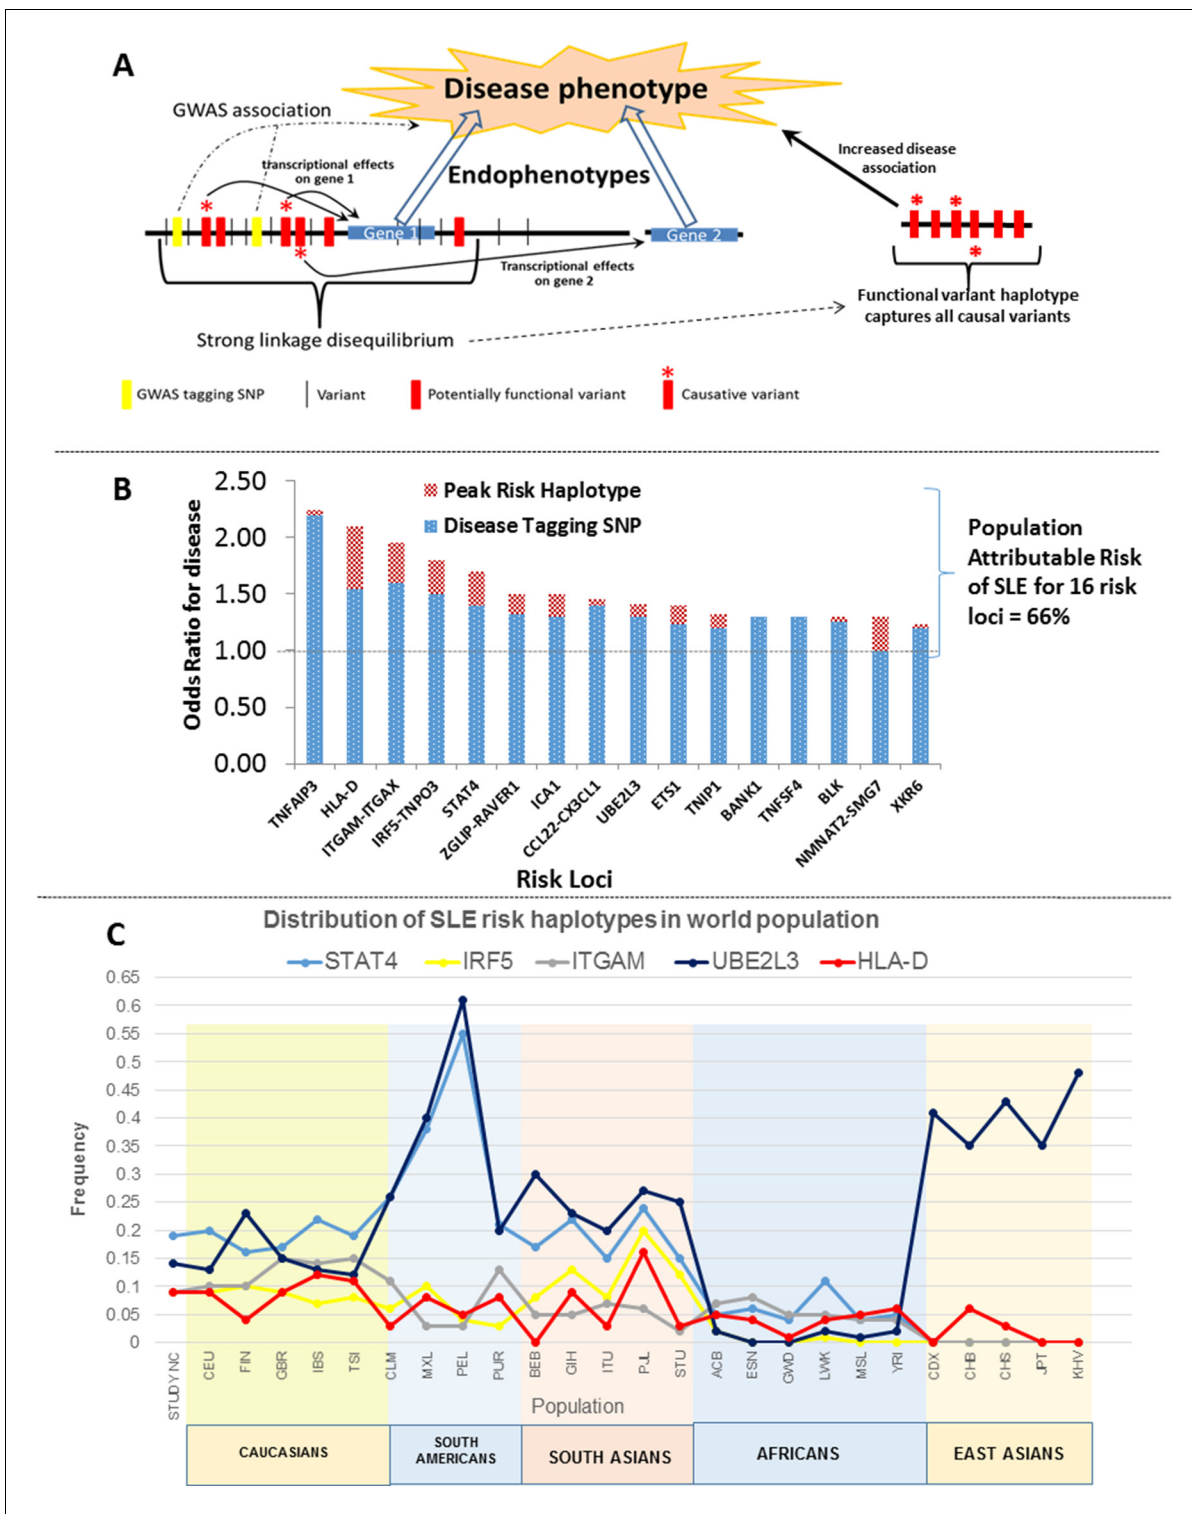 A
Disease phenotype
GWAS association
Increased disease
association
transcriptional effects
on gene 1
Endophenotypes
*
*
*
*
Gene 1
Gene 2
*
*
Transcriptional effects
on gene 2
Functional variant haplotype
captures all causal variants
Strong linkage disequilibrium
*
GWAS tagging SNP
Variant
Potentially functional variant
Causative variant
B
Odds Ratio for disease
2.50
2.00
1.50
1.00
0.50
0.00
Peak Risk Haplotype
Disease Tagging SNP
Population
Attributable Risk
of SLE for 16 risk
loci = 66%
TNFAIP3
HLA-D
ITGAM-ITGAX
IRF5-TNPO3
STAT4
ZGLIP-RAVER1
ICA1
CCL22-CX3CL1
UBE2L3
ETS1
TNIP1
BANK1
TNFSF4
BLK
NMNAT2-SMG7
XKR6
Risk Loci
C
Distribution of SLE risk haplotypes in world population
STAT4 IRF5 ITGAM UBE2L3 HLA-D
Frequency
0.65
0.6
0.55
0.5
0.45
0.4
0.35
0.3
0.25
0.2
0.15
0.1
0.05
0
STUDY NC
CEU
FIN
GBR
IBS
TSI
CLM
MXL
PEL
PUR
BEB
GIH
ITU
PJL
STU
ACB
ESN
GWD
LWK
MSL
YRI
CDX
CHB
CHS
JPT
KHV
Population
CAUCASIANS
SOUTH
AMERICANS
SOUTH ASIANS
AFRICANS
EAST ASIANS